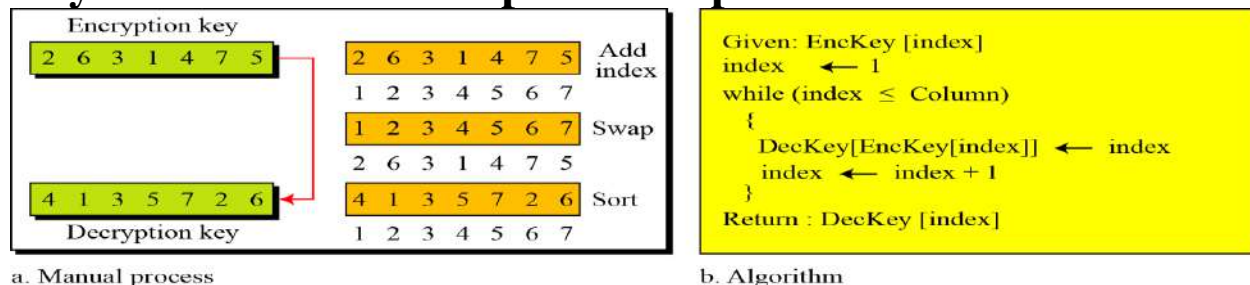 Encryption key
2 6 3 1 4 7 5
2 6 3 1 4 7 5 Add
index
1 2 3 4 5 6 7
1 2 3 4 5 6 7 Swap
2 6 3 1 4 7 5
4 1 3 5 7 2 6
4 1 3 5 7 2 6 Sort
Decryption key
1 2 3 4 5 6 7
a. Manual process
Given: EncKey [index]
index ← 1
while (index ≤ Column)
{
DecKey[EncKey[index]] ← index
index ← index + 1
}
Return : DecKey [index]
b. Algorithm